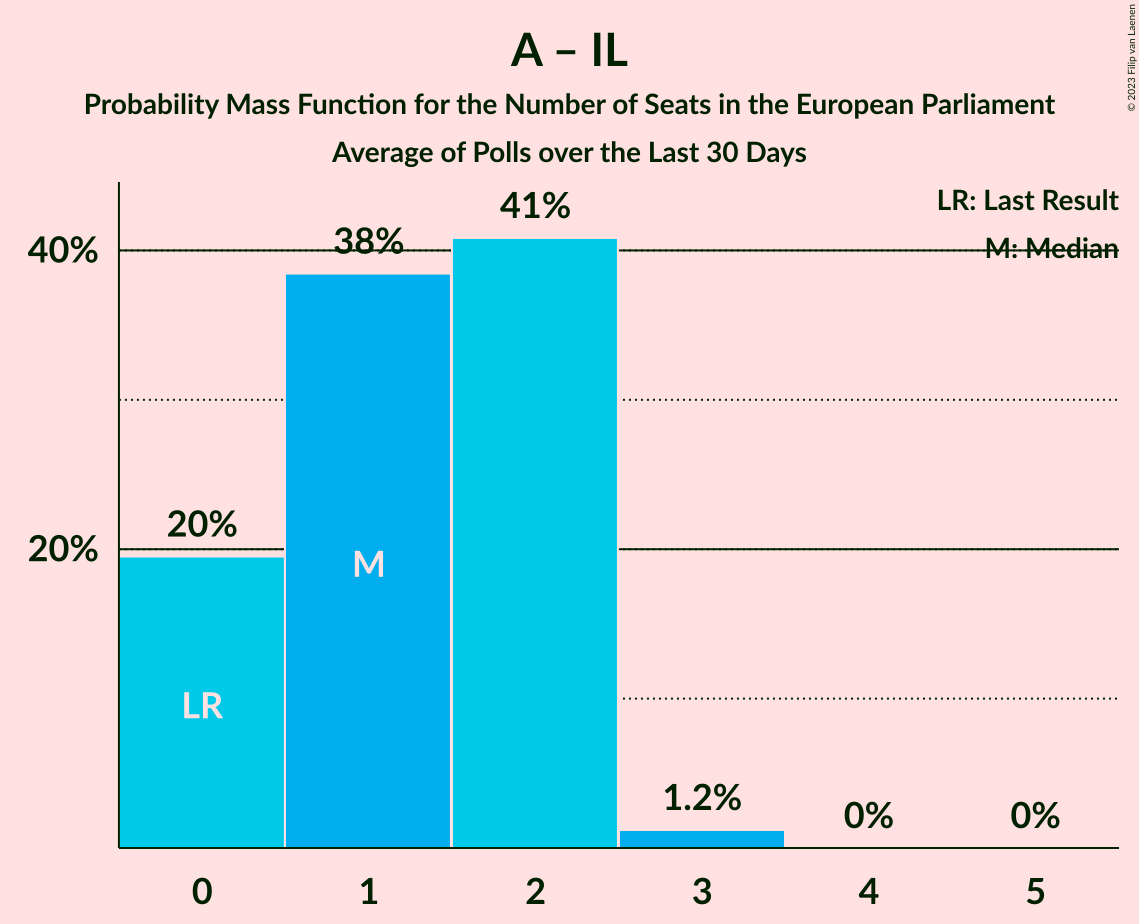 A – IL
Probability Mass Function for the Number of Seats in the European Parliament
Average of Polls over the Last 30 Days
© 2023 Filip van Laenen
LR: Last Result
M: Median
40%
20%
20%
38%
41%
1.2%
0%
0%
LR
M
0 1 2 3 4 5